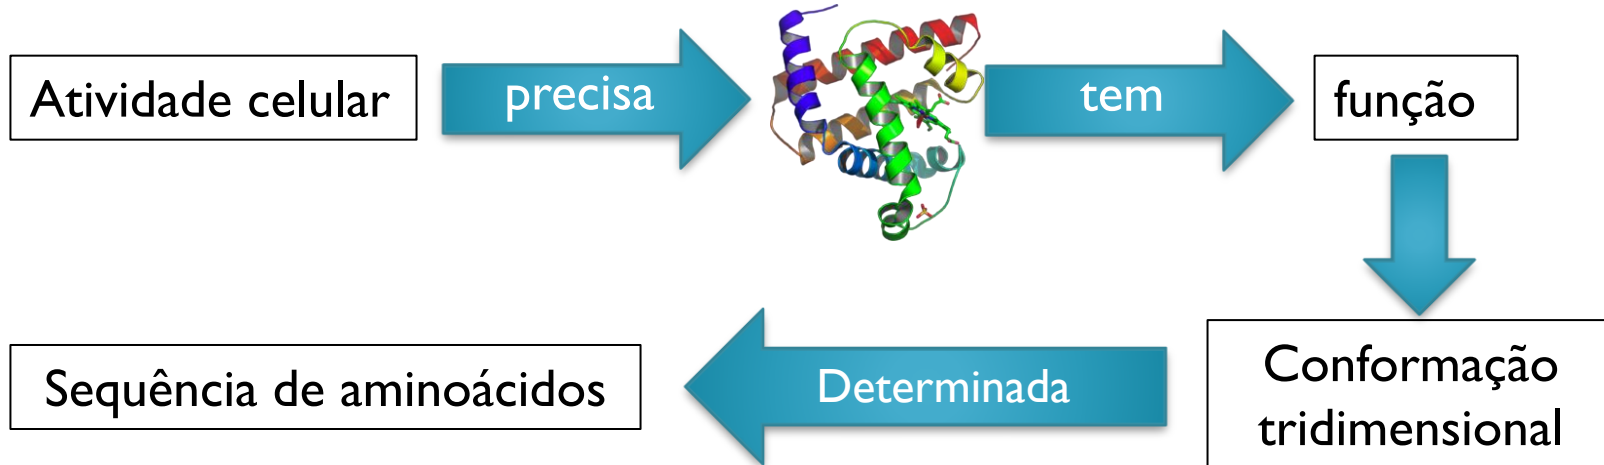 Atividade celular
precisa
tem
função
Sequência de aminoácidos
Determinada
Conformação
tridimensional